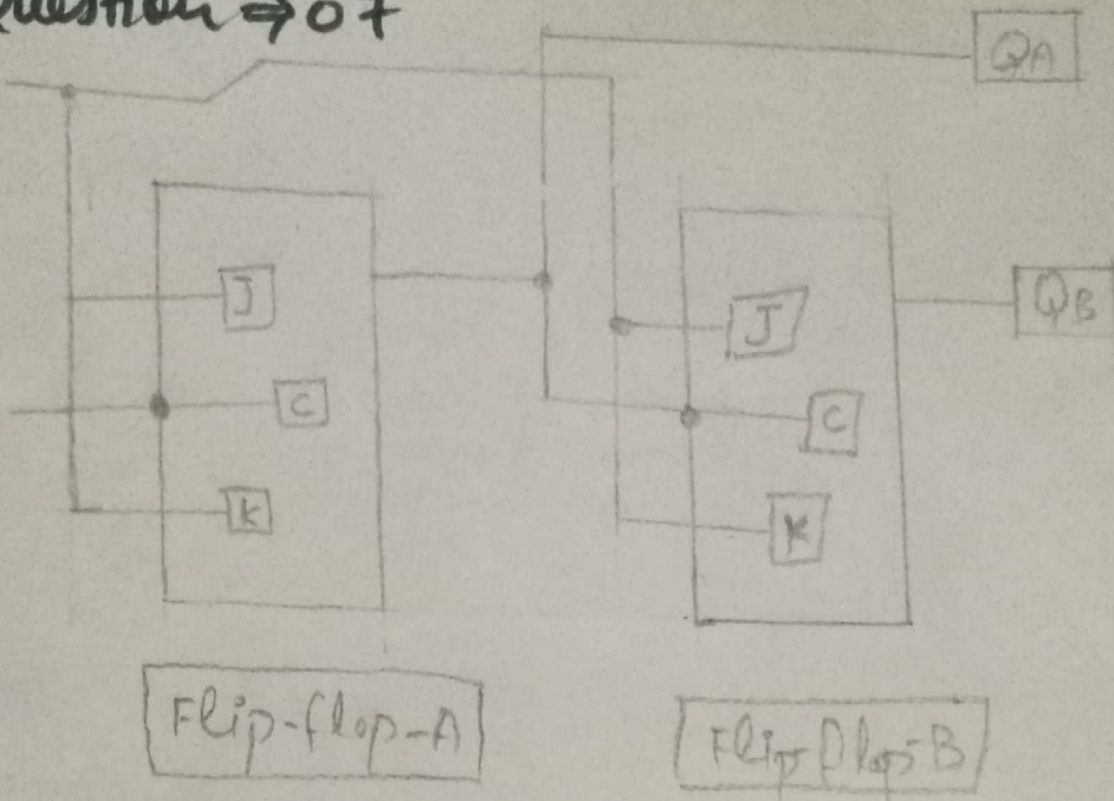 Question ⇒ 07
QA
J
J
QB
C
C
K
K
Flip-flop-A
Flip-flop-B